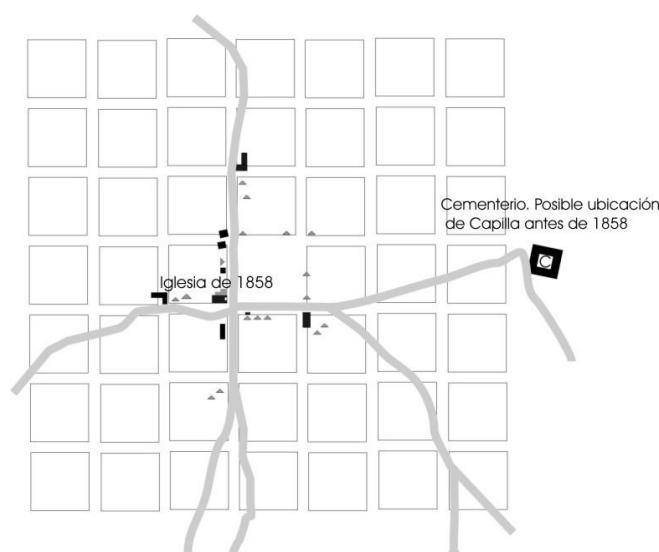 Cementerio. Posible ubicación
de Capilla antes de 1858
C
Iglesia de 1858